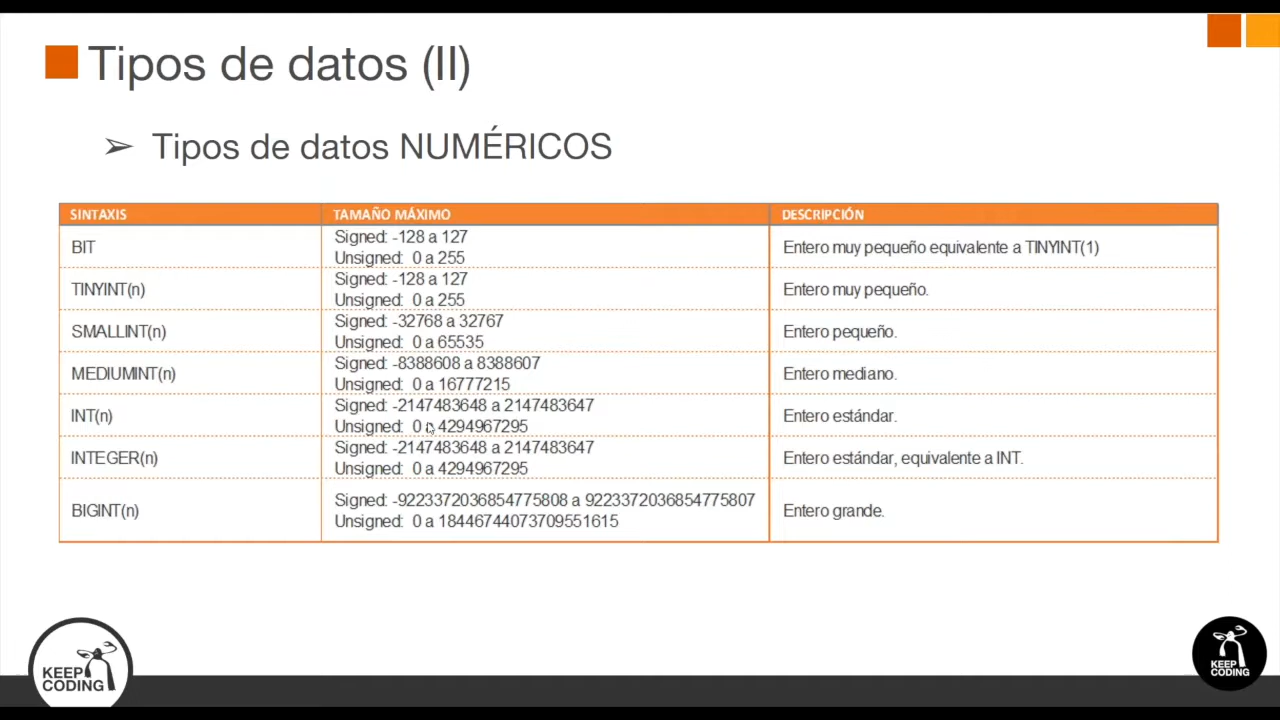 Tipos de datos (II)
➢ Tipos de datos NUMÉRICOS
SINTAXIS TAMAÑO MÁXIMO DESCRIPCIÓN
BIT
Signed: -128 a 127
Unsigned: 0 a 255
Entero muy pequeño equivalente a TINYINT(1)
TINYINT(n)
Signed: -128 a 127
Unsigned: 0 a 255
Entero muy pequeño.
SMALLINT(n)
Signed: -32768 a 32767
Unsigned: 0 a 65535
Entero pequeño.
MEDIUMINT(n)
Signed: -8388608 a 8388607
Unsigned: 0 a 16777215
Entero mediano.
INT(n)
Signed: -2147483648 a 2147483647
Unsigned: 0 a 4294967295
Entero estándar.
INTEGER(n)
Signed: -2147483648 a 2147483647
Unsigned: 0 a 4294967295
Entero estándar, equivalente a INT.
BIGINT(n)
Signed: -9223372036854775808 a 9223372036854775807
Unsigned: 0 a 18446744073709551615
Entero grande.
KEEP
CODING
KEEP
CODING